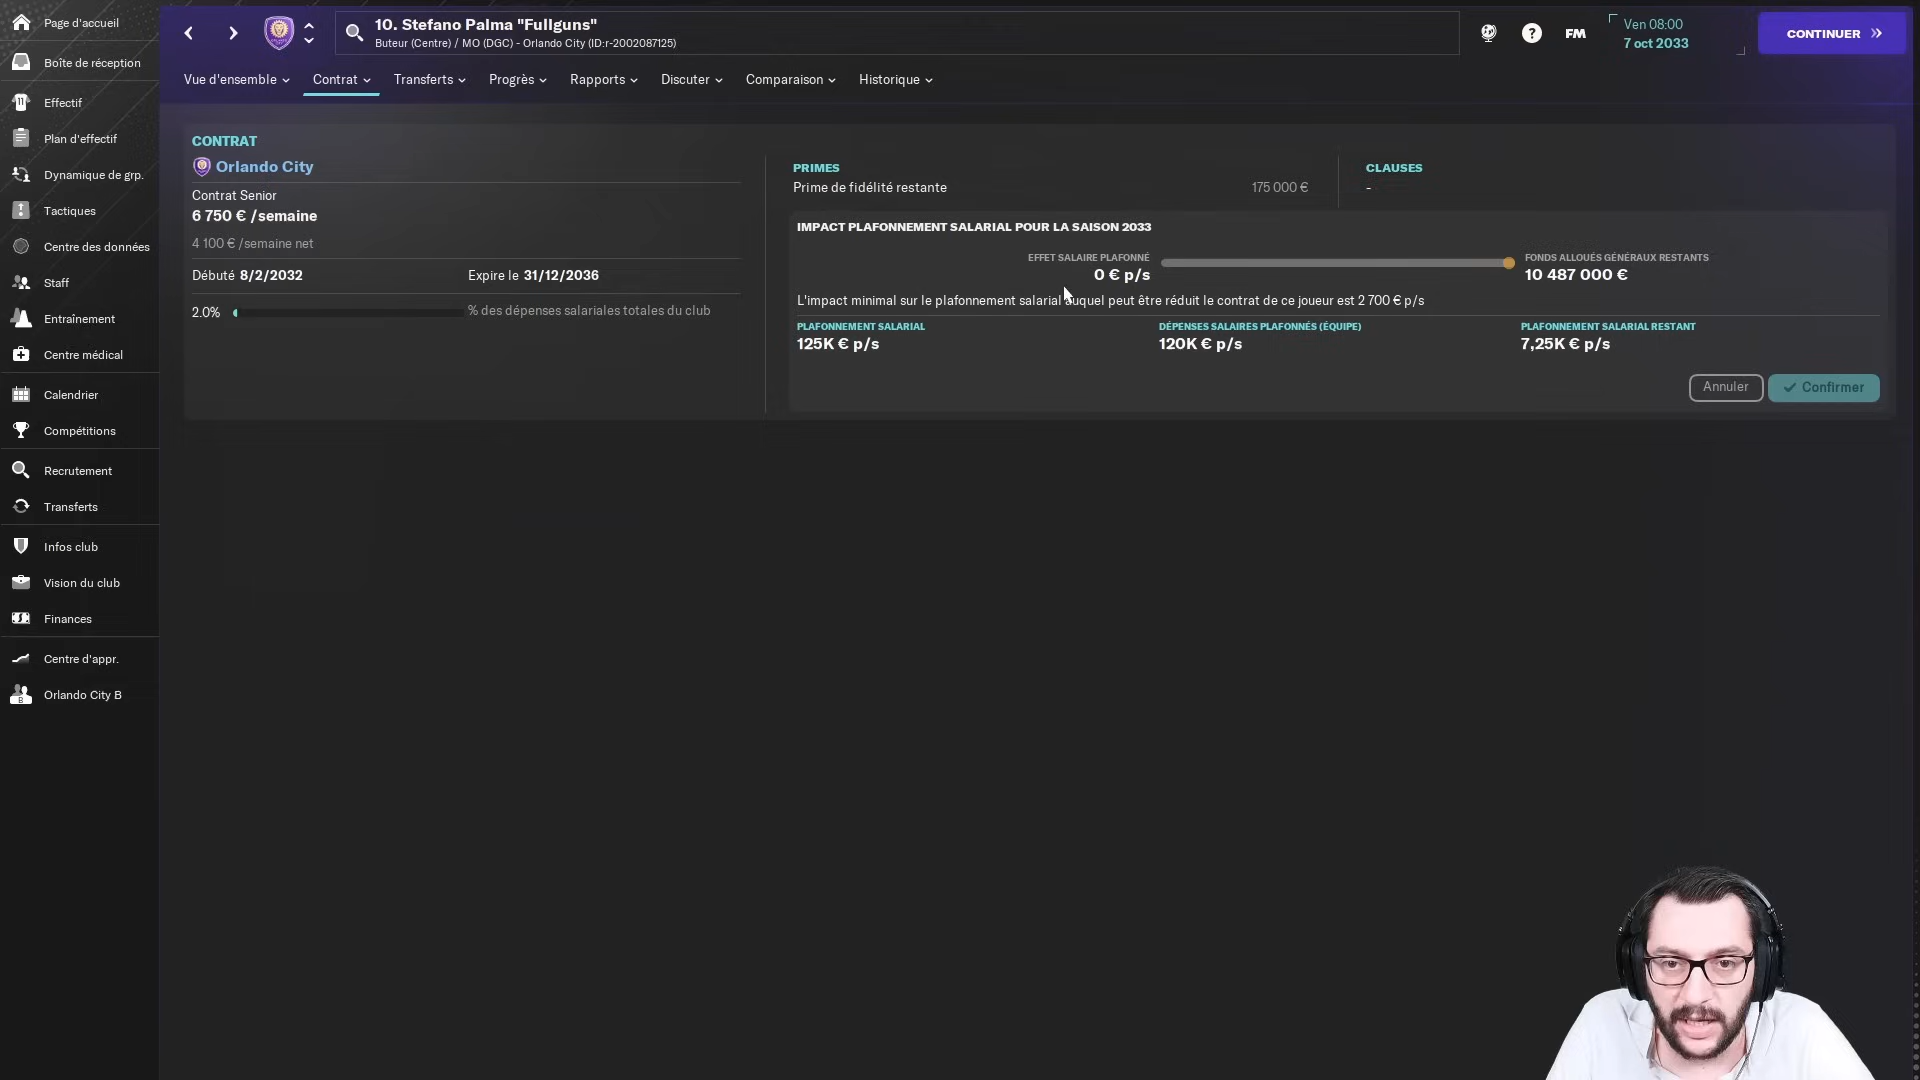 Page d'accueil
Boîte de réception
Effectif
Plan d'effectif
Dynamique de grp.
Tactiques
Centre des données
Staff
Entraînement
Centre médical
Calendrier
Compétitions
Recrutement
Transferts
Infos club
Vision du club
Finances
Centre d'appr.
Orlando City B
10. Stefano Palma "Fullguns"
Buteur (Centre) / MO (DGC) - Orlando City (ID:r-2002087125)
FM
Ven 08:00
7 oct 2033
CONTINUER
Vue d'ensemble Contrat Transferts Progrès Rapports Discuter Comparaison Historique
CONTRAT
Orlando City
Contrat Senior
6 750 € /semaine
4 100 € /semaine net
Débuté 8/2/2032 Expire le 31/12/2036
2.0% % des dépenses salariales totales du club
PRIMES
Prime de fidélité restante 175 000 €
CLAUSES
-
IMPACT PLAFONNEMENT SALARIAL POUR LA SAISON 2033
EFFET SALAIRE PLAFONNÉ
0 € p/s
FONDS ALLOUÉS GÉNÉRAUX RESTANTS
10 487 000 €
L'impact minimal sur le plafonnement salarial auquel peut être réduit le contrat de ce joueur est 2 700 € p/s
PLAFONNEMENT SALARIAL
125K € p/s
DÉPENSES SALAIRES PLAFONNÉS (ÉQUIPE)
120K € p/s
PLAFONNEMENT SALARIAL RESTANT
7,25K € p/s
Annuler
Confirmer